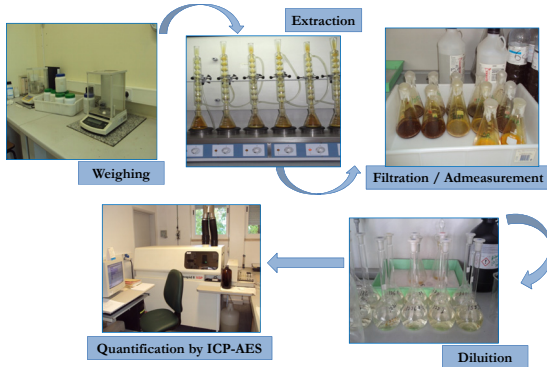 Extraction
Weighing
Filtration / Admeasurement
Quantification by ICP-AES
Diluition